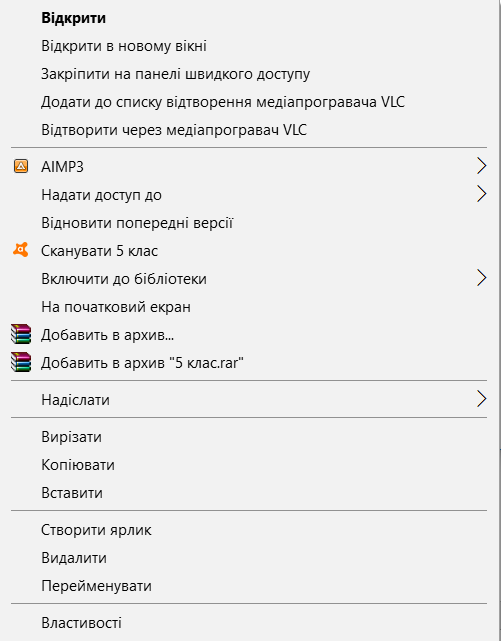 Відкрити
Відкрити в новому вікні
Закріпити на панелі швидкого доступу
Додати до списку відтворення медіапрогравача VLC
Відтворити через медіапрогравач VLC
AIMP3
Надати доступ до
Відновити попередні версії
Сканувати 5 клас
Включити до бібліотеки
На початковий екран
Добавить в архив...
Добавить в архив "5 клас.rar"
Надіслати
Вирізати
Копіювати
Вставити
Створити ярлик
Видалити
Перейменувати
Властивості